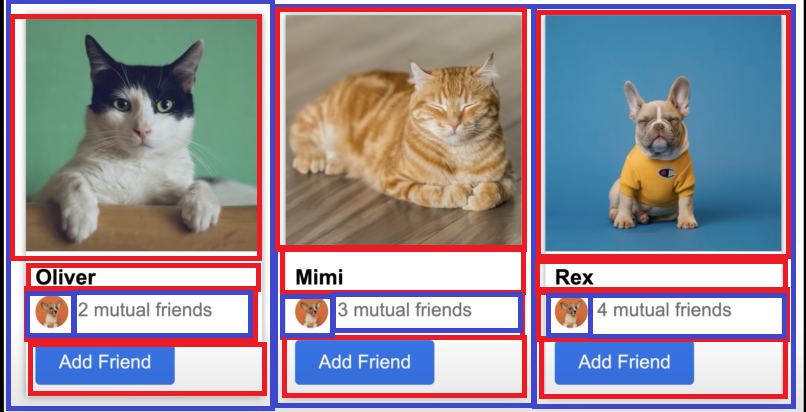 Oliver
2 mutual friends
Add Friend
Mimi
3 mutual friends
Add Friend
Rex
4 mutual friends
Add Friend